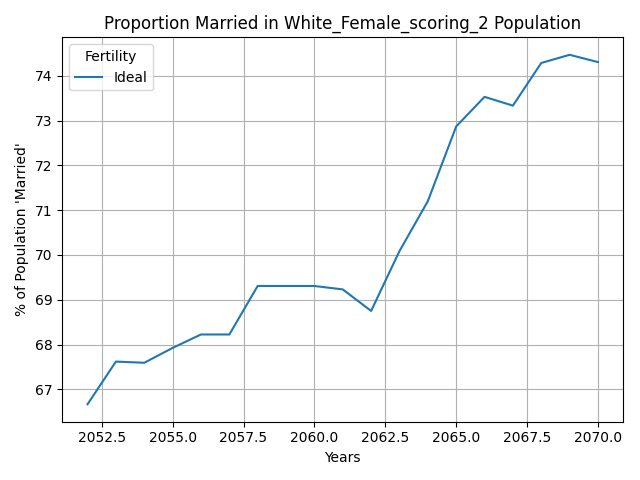 Proportion Married in White_Female_scoring_2 Population
Fertility
Ideal
% of Population 'Married'
74
73
72
71
70
69
68
67
2052.5 2055.0 2057.5 2060.0 2062.5 2065.0 2067.5 2070.0
Years